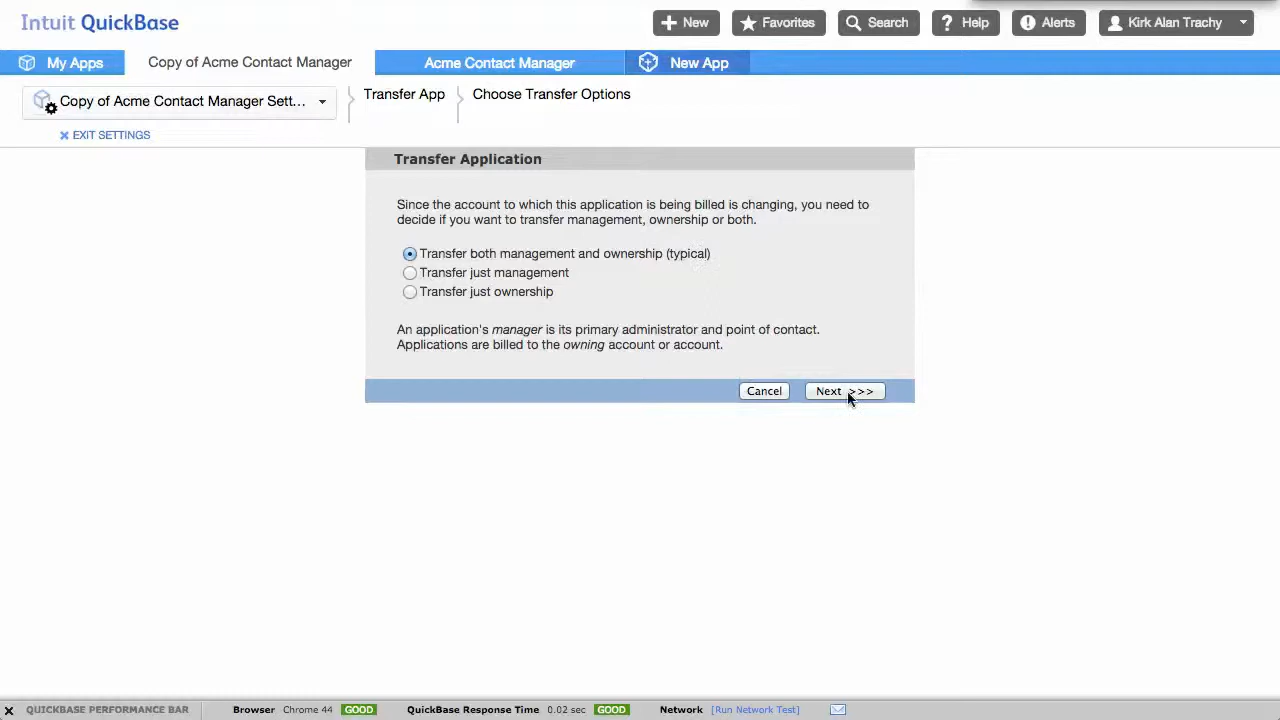 Intuit QuickBase
New
Favorites
Search
Help
Alerts
Kirk Alan Trachy
My Apps
Copy of Acme Contact Manager
Acme Contact Manager
New App
Copy of Acme Contact Manager Sett...
Transfer App
Choose Transfer Options
EXIT SETTINGS
Transfer Application
Since the account to which this application is being billed is changing, you need to
decide if you want to transfer management, ownership or both.
Transfer both management and ownership (typical)
Transfer just management
Transfer just ownership
An application's manager is its primary administrator and point of contact.
Applications are billed to the owning account or account.
Cancel
Next >>>
QUICKBASE PERFORMANCE BAR
Browser Chrome 44 GOOD
QuickBase Response Time 0.02 sec GOOD
Network [Run Network Test]